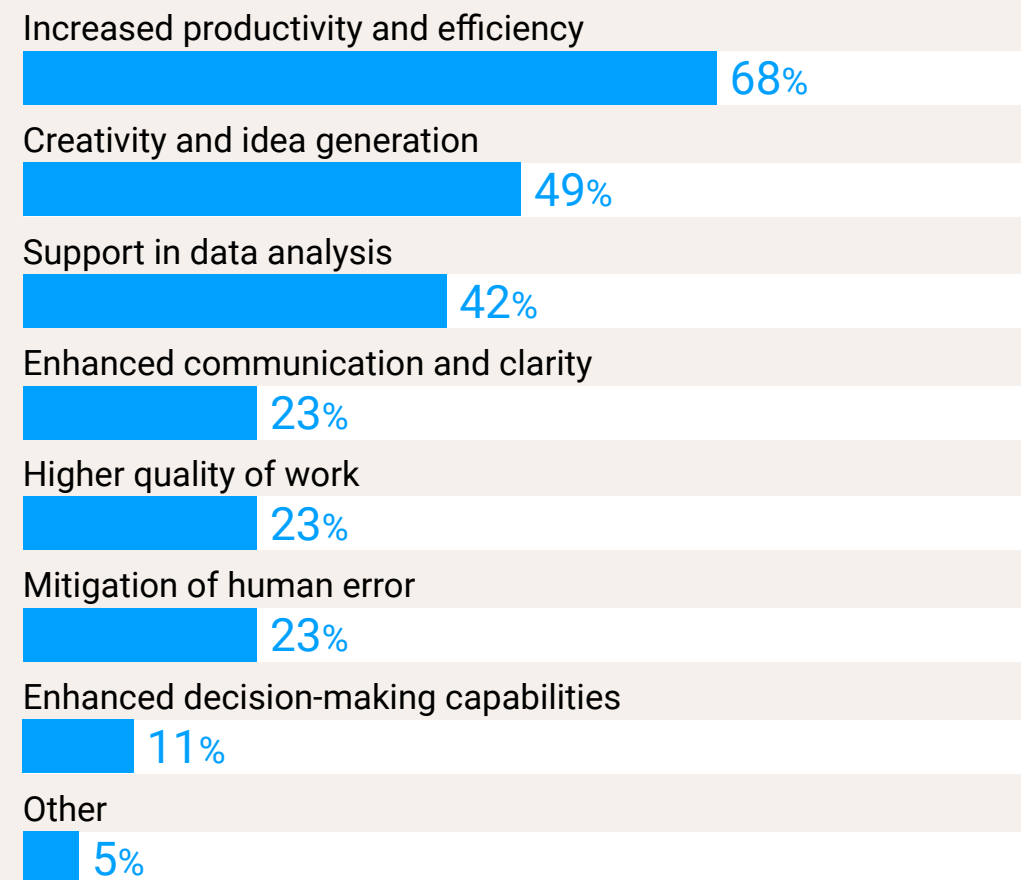 Increased productivity and efficiency
68%
Creativity and idea generation
49%
Support in data analysis
42%
Enhanced communication and clarity
23%
Higher quality of work
23%
Mitigation of human error
23%
Enhanced decision-making capabilities
11%
Other
5%